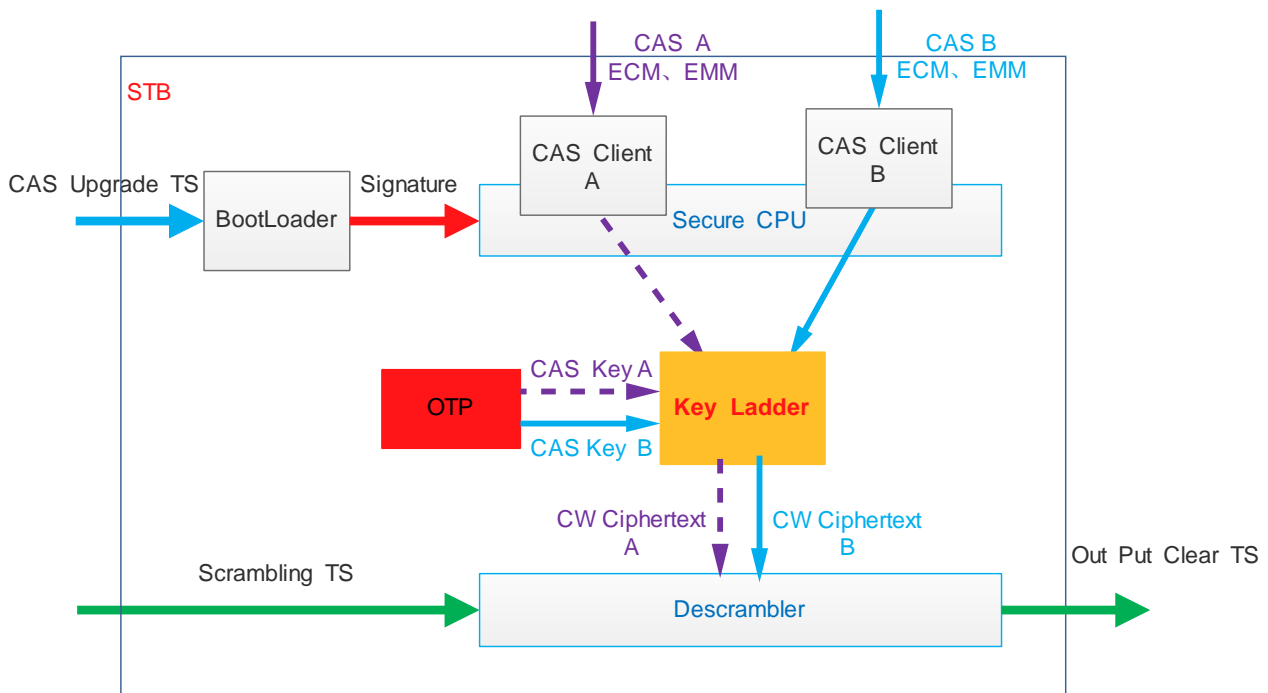 CAS A
ECM、EMM
CAS B
ECM、EMM
STB
CAS Client
A
CAS Client
B
CAS Upgrade TS
BootLoader
Signature
Secure CPU
OTP
CAS Key A
CAS Key B
Key Ladder
CW Ciphertext
A
CW Ciphertext
B
Scrambling TS
Descrambler
Out Put Clear TS